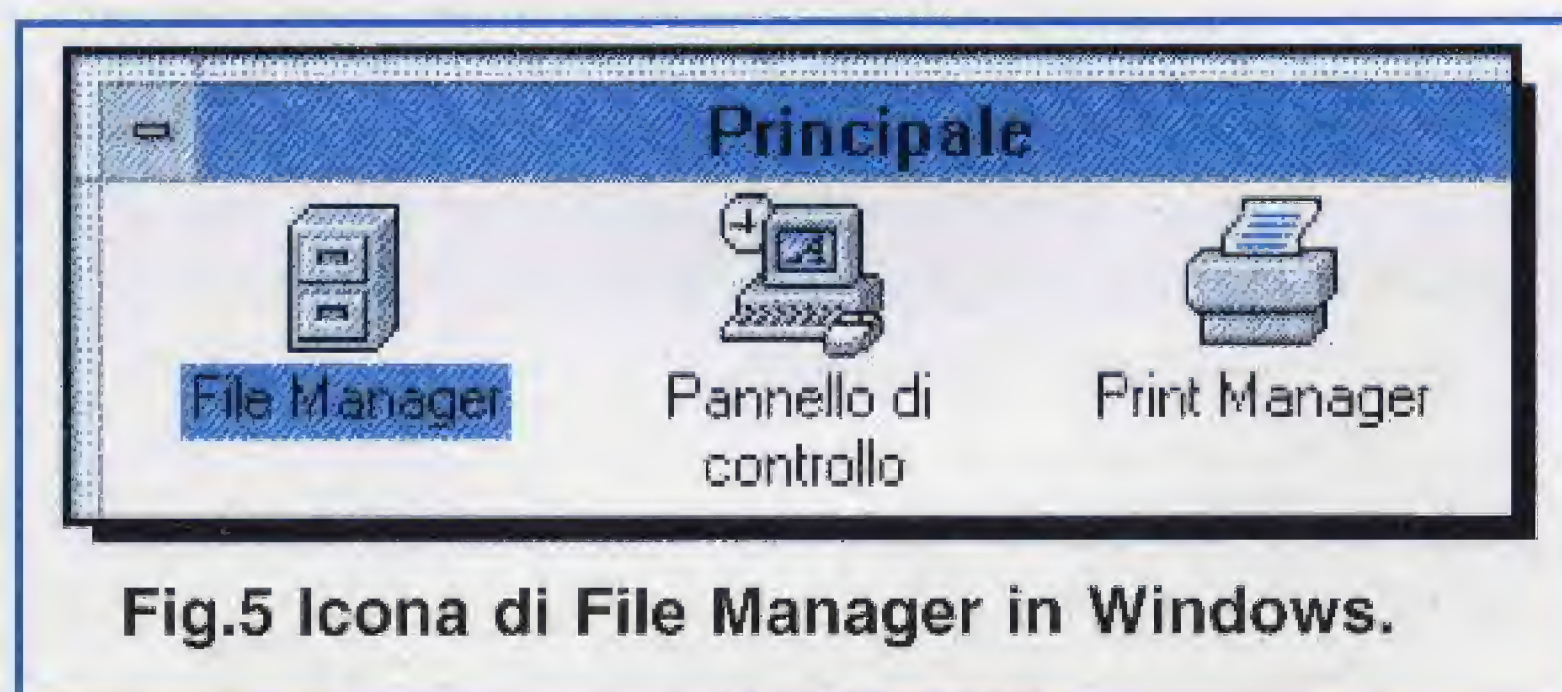 Principale
File Manager
Pannello di
controllo
Print Manager
Fig.5 Icona di File Manager in Windows.